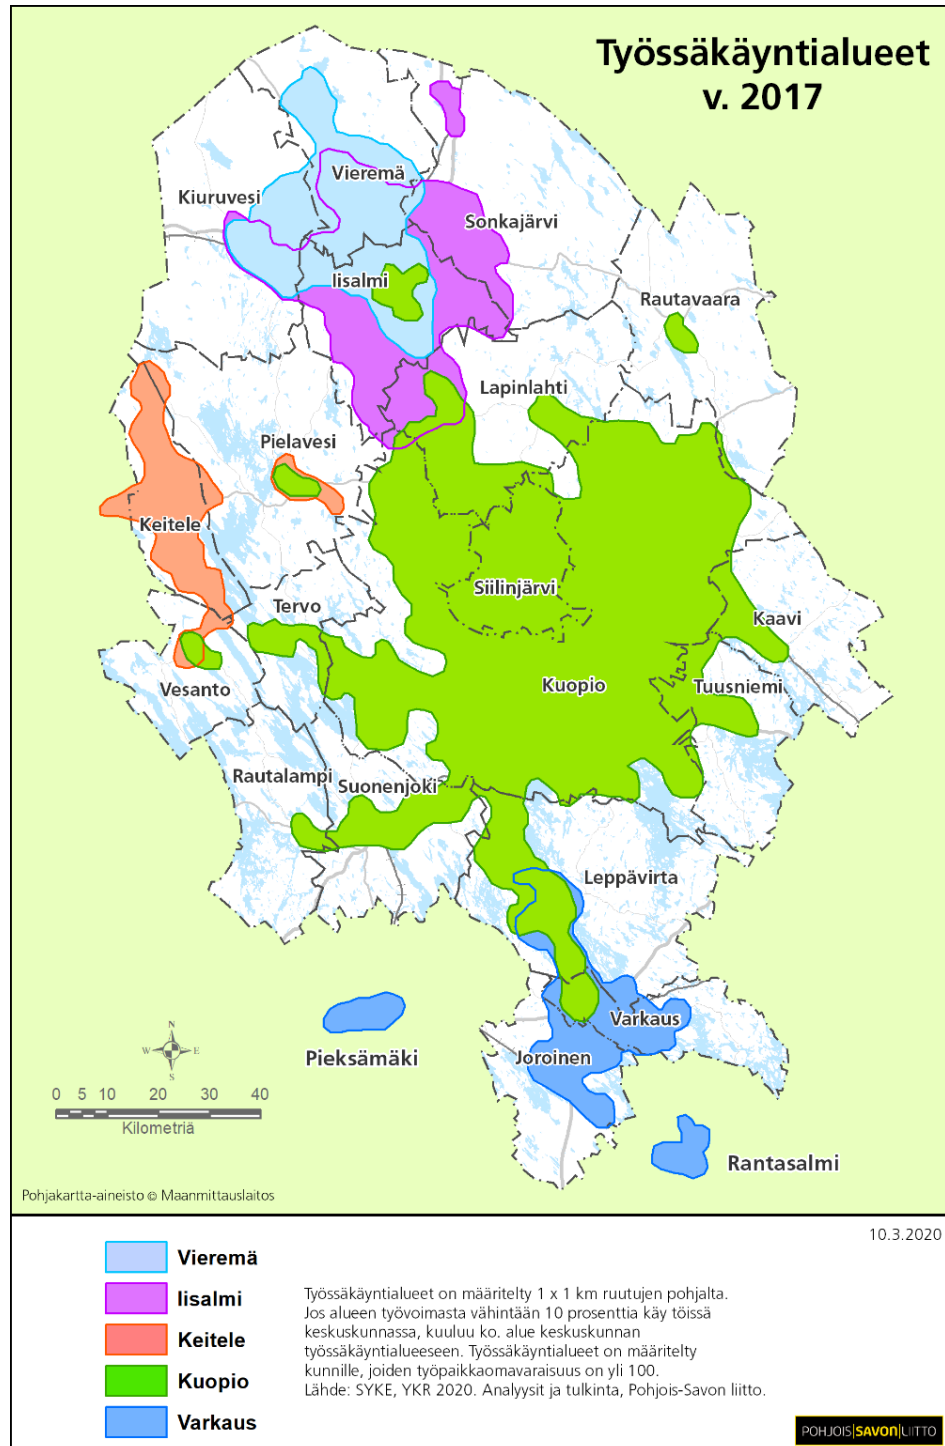 Työssäkäyntialueet
v. 2017
Vieremä
Kiuruvesi
Sonkajärvi
Iisalmi
Rautavaara
Lapinlahti
Pielavesi
Keitele
Siilinjärvi
Tervo
Kaavi
Vesanto
Kuopio
Tuusniemi
Rautalampi
Suonenjoki
Leppävirta
Varkaus
Joroinen
Pieksämäki
Rantasalmi
N
W E
S
0 5 10 20 30 40
Kilometriä
Pohjakartta-aineisto © Maanmittauslaitos
10.3.2020
Vieremä
Iisalmi
Keitele
Kuopio
Varkaus
Työssäkäyntialueet on määritelty 1 x 1 km ruutujen pohjalta.
Jos alueen työvoimasta vähintään 10 prosenttia käy töissä
keskuskunnassa, kuuluu ko. alue keskuskunnan
työssäkäyntialueeseen. Työssäkäyntialueet on määritelty
kunnille, joiden työpaikkaomavaraisuus on yli 100.
Lähde: SYKE, YKR 2020. Analyysit ja tulkinta, Pohjois-Savon liitto.
POHJOIS|SAVON|LIITTO